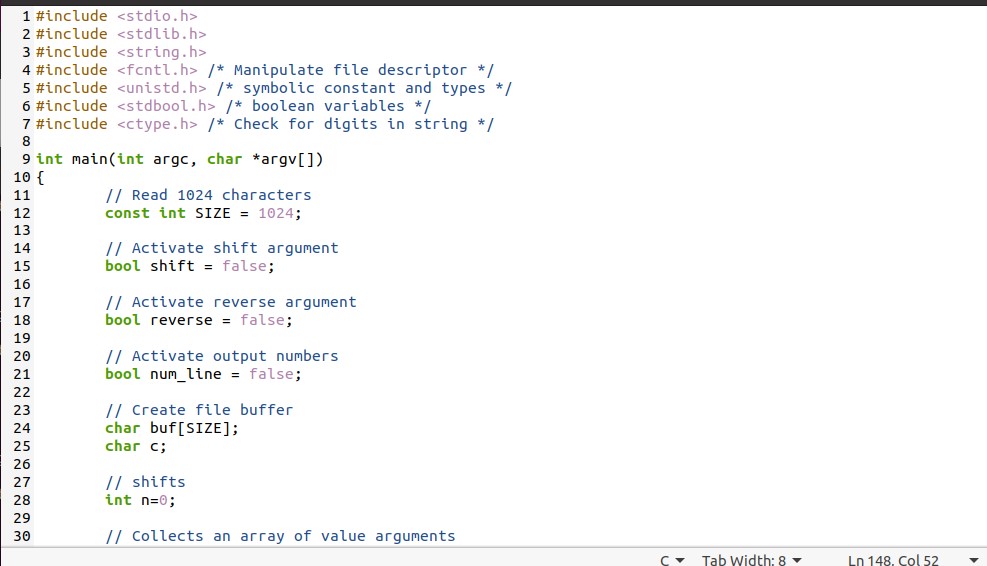 1 #include <stdio.h>
2 #include <stdlib.h>
3 #include <string.h>
4 #include <fcntl.h> /* Manipulate file descriptor */
5 #include <unistd.h> /* symbolic constant and types */
6 #include <stdbool.h> /* boolean variables */
7 #include <ctype.h> /* Check for digits in string */
8
9 int main(int argc, char *argv[])
10 {
11         // Read 1024 characters
12         const int SIZE = 1024;
13
14         // Activate shift argument
15         bool shift = false;
16
17         // Activate reverse argument
18         bool reverse = false;
19
20         // Activate output numbers
21         bool num_line = false;
22
23         // Create file buffer
24         char buf[SIZE];
25         char c;
26
27         // shifts
28         int n=0;
29
30         // Collects an array of value arguments
C Tab Width: 8 Ln 148, Col 52